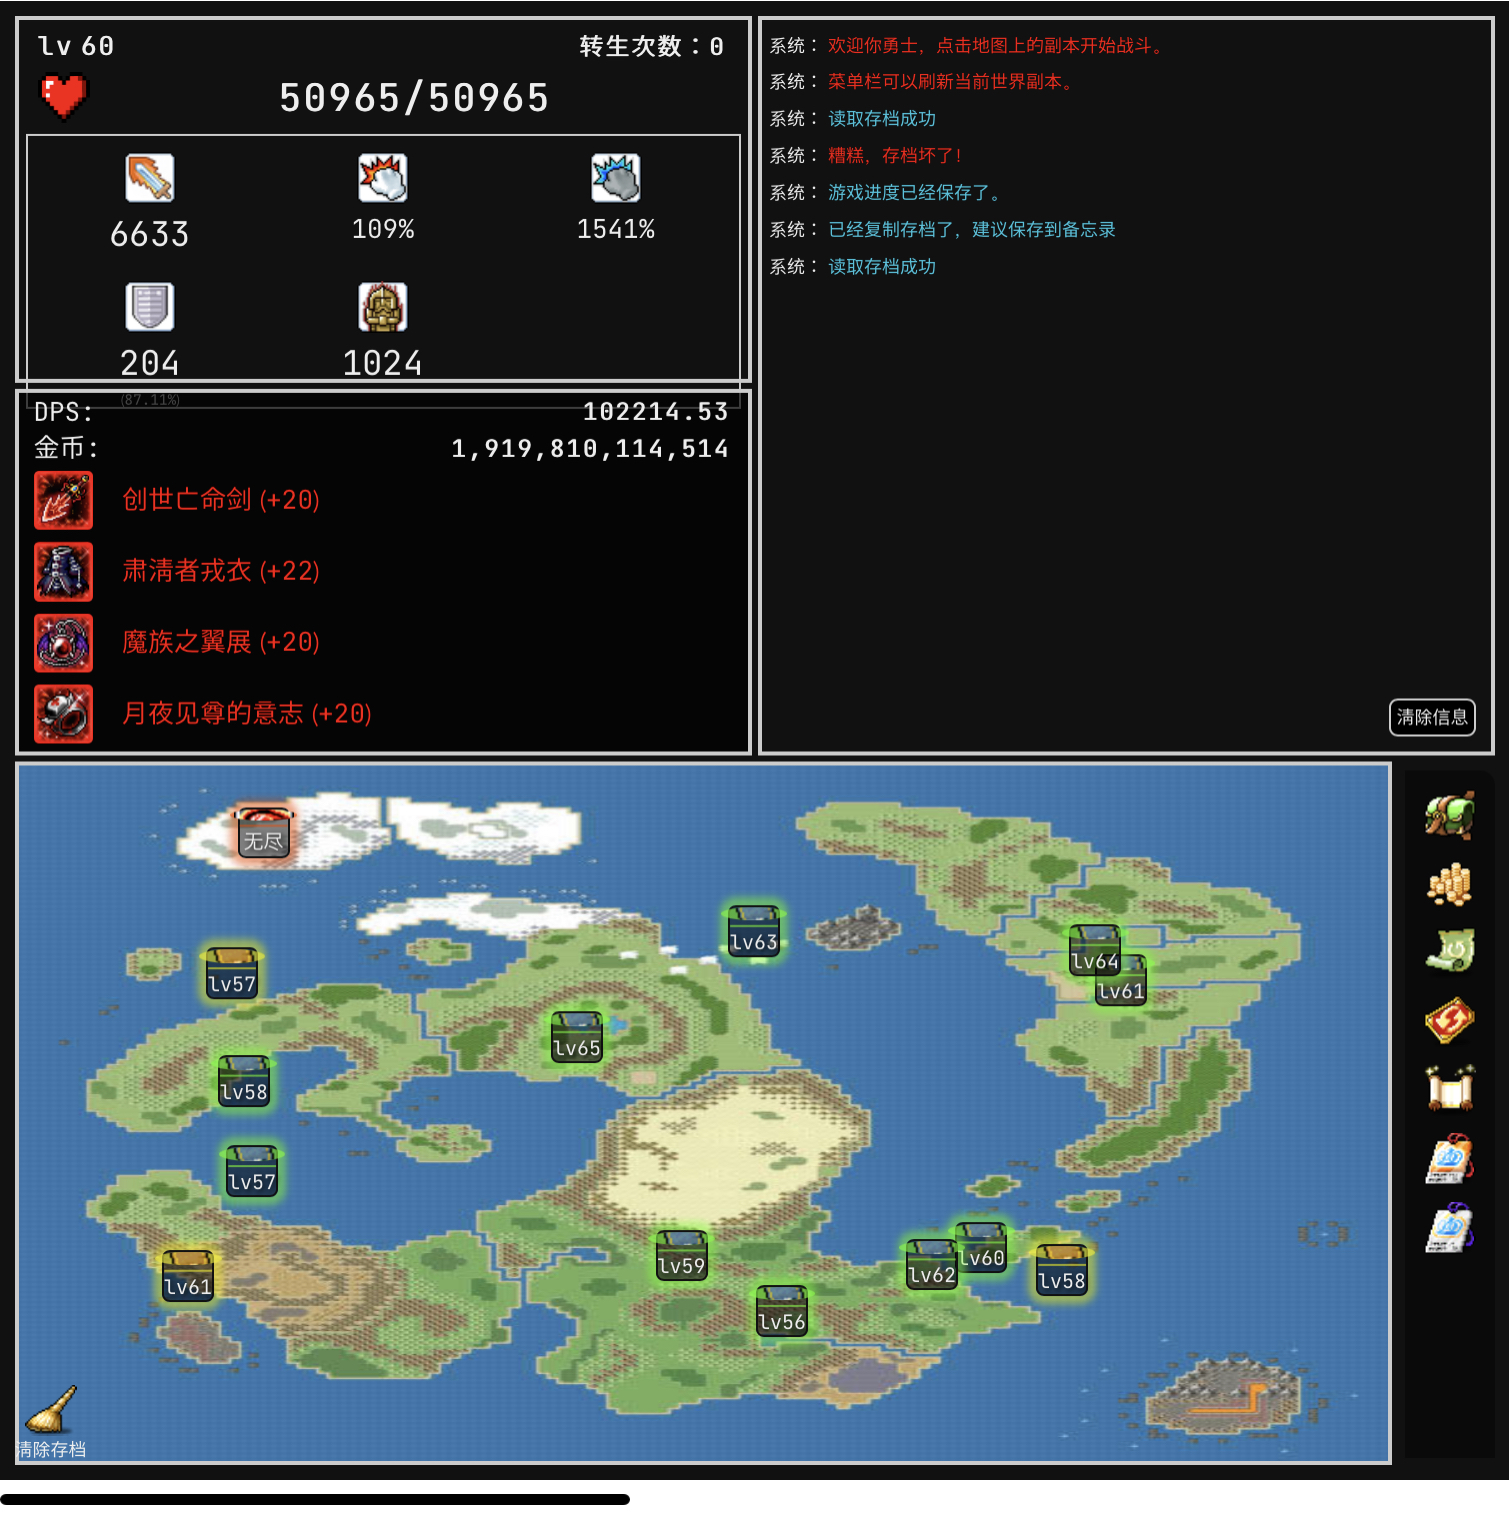 lv 60
转生次数：0
50965/50965
6633
109%
1541%
204
1024
(87.11%)
DPS:
102214.53
金币:
1,919,810,114,514
创世亡命剑 (+20)
肃清者戎衣 (+22)
魔族之翼展 (+20)
月夜见尊的意志 (+20)
系统： 欢迎你勇士，点击地图上的副本开始战斗。
系统： 菜单栏可以刷新当前世界副本。
系统： 读取存档成功
系统： 糟糕，存档坏了！
系统： 游戏进度已经保存了。
系统： 已经复制存档了，建议保存到备忘录
系统： 读取存档成功
清除信息
无尽
lv63
lv64
lv57
lv61
lv65
lv58
lv57
lv59
lv60
lv62
lv58
lv61
lv56
清除存档